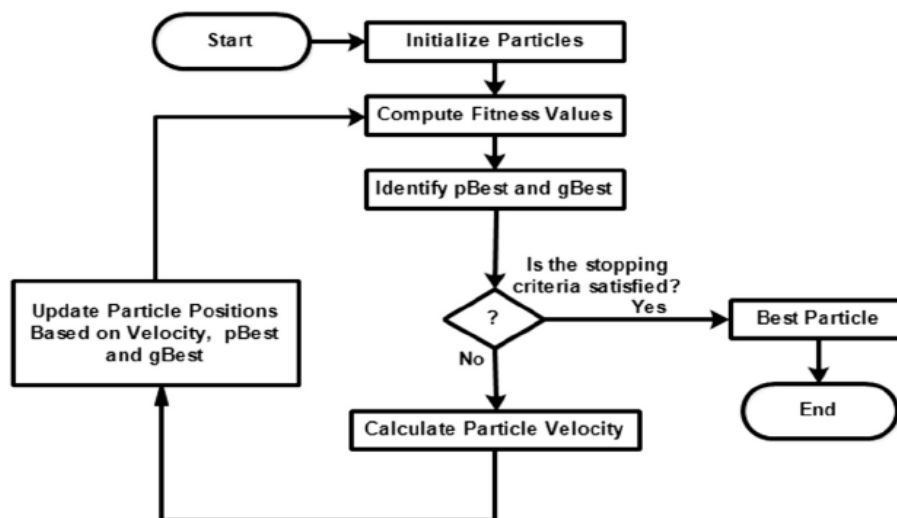 Start
Initialize Particles
Compute Fitness Values
Identify pBest and gBest
Is the stopping
criteria satisfied?
?
Yes
Best Particle
Update Particle Positions
Based on Velocity, pBest
and gBest
No
End
Calculate Particle Velocity